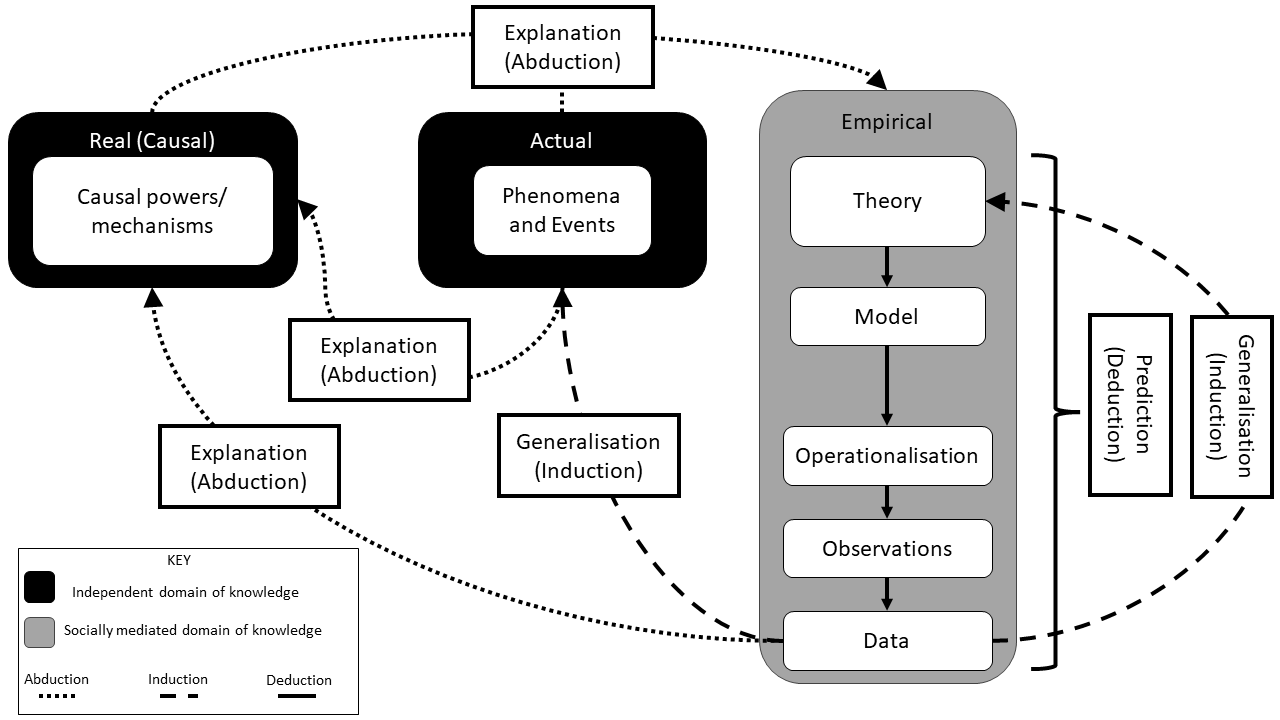 Explanation
(Abduction)
Real (Causal)
Causal powers/
mechanisms
Actual
Phenomena
and Events
Empirical
Theory
Model
Operationalisation
Observations
Data
Explanation
(Abduction)
Explanation
(Abduction)
Generalisation
(Induction)
Prediction
(Deduction)
Generalisation
(Induction)
KEY
Independent domain of knowledge
Socially mediated domain of knowledge
Abduction
Induction
Deduction